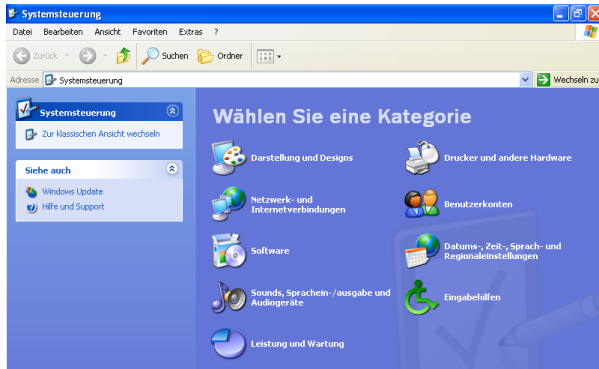 Systemsteuerung
Datei Bearbeiten Ansicht Favoriten Extras ?
Zurück Suchen Ordner
Adresse Systemsteuerung Wechseln zu
Systemsteuerung
Zur klassischen Ansicht wechseln
Siehe auch
Windows Update
Hilfe und Support
Wählen Sie eine Kategorie
Darstellung und Designs
Drucker und andere Hardware
Netzwerk- und
Internetverbindungen
Benutzerkonten
Software
Datums-, Zeit-, Sprach- und
Regionaleinstellungen
Sounds, Sprachein-/ausgabe und
Audiogeräte
Eingabehilfen
Leistung und Wartung